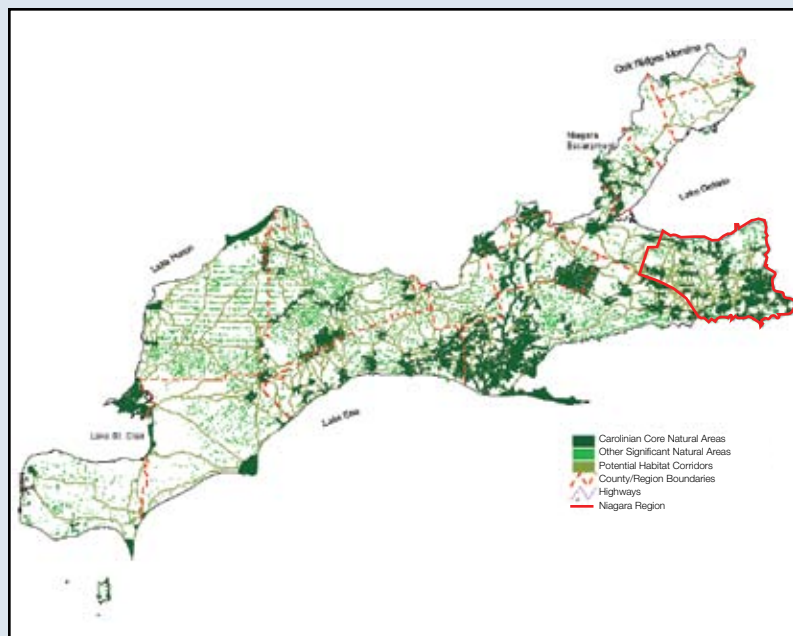 Oak Ridges Moraine
Niagara
Escarpment
Lake Ontario
Lake Huron
Lake Erie
Lake St. Clair
Carolinian Core Natural Areas
Other Significant Natural Areas
Potential Habitat Corridors
County/Region Boundaries
Highways
Niagara Region